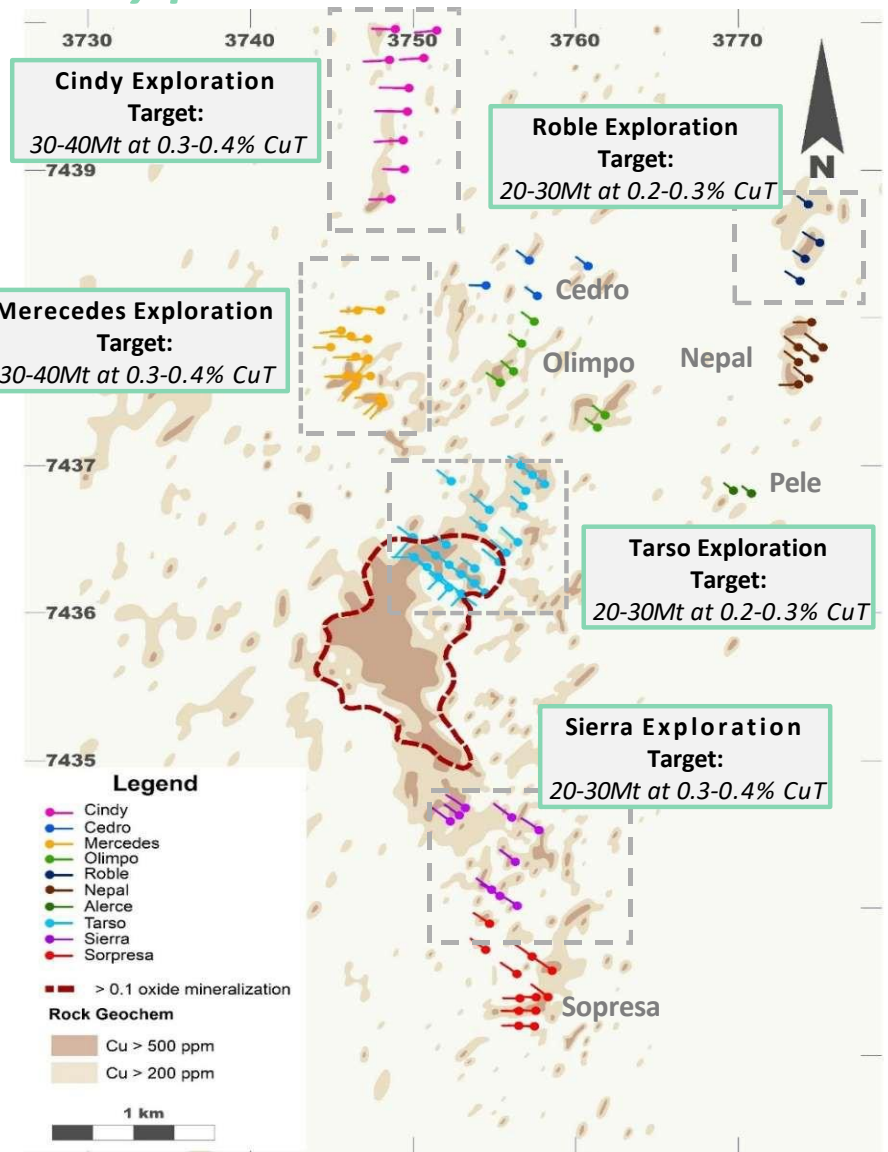 3730
3740
3750
3760
3770
Cindy Exploration
Target:
30-40Mt at 0.3-0.4% CuT
Roble Exploration
Target:
20-30Mt at 0.2-0.3% CuT
N
7439
Cedro
Merecedes Exploration
Target:
30-40Mt at 0.3-0.4% CuT
Olimpo
Nepal
7437
Pele
Tarso Exploration
Target:
20-30Mt at 0.2-0.3% CuT
7436
Sierra Exploration
Target:
20-30Mt at 0.3-0.4% CuT
7435
Legend
Cindy
Cedro
Mercedes
Olimpo
Roble
Nepal
Alerce
Tarso
Sierra
Sorpresa
> 0.1 oxide mineralization
Rock Geochem
Cu > 500 ppm
Cu > 200 ppm
1 km
Sopresa